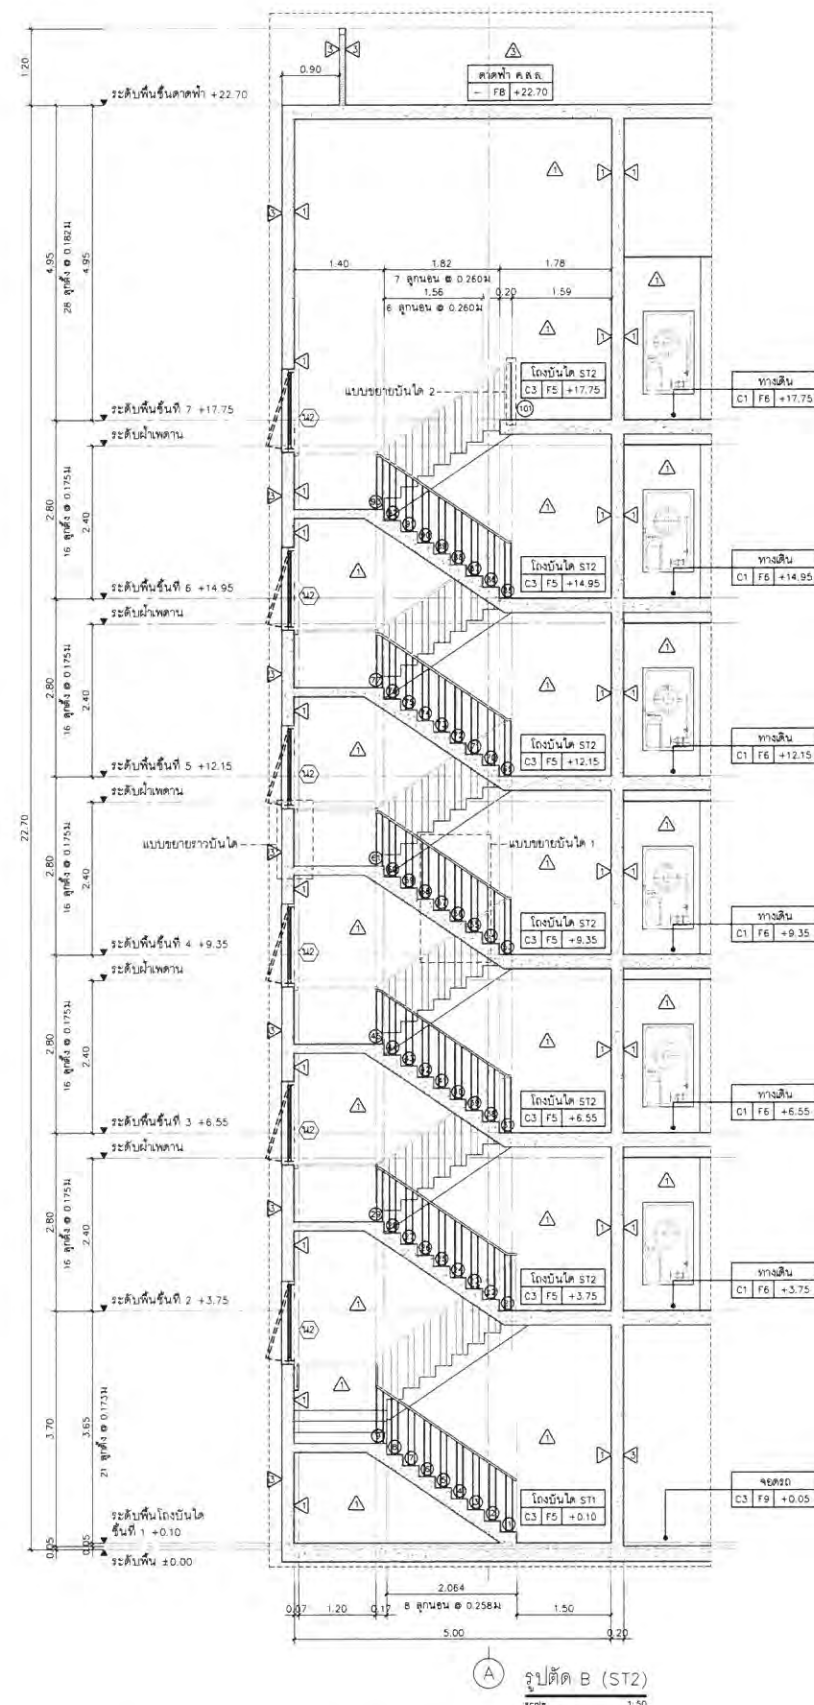 1.20
0.90
3
3
3
ดาดฟ้า ค.ส.ล.
- F8 +22.70
ระดับพื้นชั้นดาดฟ้า +22.70
4.95
28 ลูกตั้ง @ 0.182ม
4.95
1.40
1.82
1.78
7 ลูกนอน @ 0.260ม
1.56
0.20
1.59
6 ลูกนอน @ 0.260ม
แบบขยายบันได 2
โถงบันได ST2
C3 F5 +17.75
101
ทางเดิน
C1 F6 +17.75
ระดับพื้นชั้นที่ 7 +17.75
ระดับฝ้าเพดาน
2.80
16 ลูกตั้ง @ 0.175ม
2.40
โถงบันได ST2
C3 F5 +14.95
ทางเดิน
C1 F6 +14.95
ระดับพื้นชั้นที่ 6 +14.95
ระดับฝ้าเพดาน
2.80
16 ลูกตั้ง @ 0.175ม
2.40
โถงบันได ST2
C3 F5 +12.15
ทางเดิน
C1 F6 +12.15
ระดับพื้นชั้นที่ 5 +12.15
ระดับฝ้าเพดาน
22.70
แบบขยายราวบันได
แบบขยายบันได 1
2.80
16 ลูกตั้ง @ 0.175ม
2.40
โถงบันได ST2
C3 F5 +9.35
ทางเดิน
C1 F6 +9.35
ระดับพื้นชั้นที่ 4 +9.35
ระดับฝ้าเพดาน
2.80
16 ลูกตั้ง @ 0.175ม
2.40
โถงบันได ST2
C3 F5 +6.55
ทางเดิน
C1 F6 +6.55
ระดับพื้นชั้นที่ 3 +6.55
ระดับฝ้าเพดาน
2.80
16 ลูกตั้ง @ 0.175ม
2.40
โถงบันได ST2
C3 F5 +3.75
ทางเดิน
C1 F6 +3.75
ระดับพื้นชั้นที่ 2 +3.75
3.70
3.65
21 ลูกตั้ง @ 0.173ม
โถงบันได ST1
C3 F5 +0.10
จอดรถ
C3 F9 +0.05
ระดับพื้นโถงบันได
ชั้นที่ 1 +0.10
0.05
0.05
ระดับพื้น ±0.00
2.064
0.07
1.20
0.17
8 ลูกนอน @ 0.258ม
1.50
5.00
0.20
A
รูปตัด B (ST2)
scale 1:50